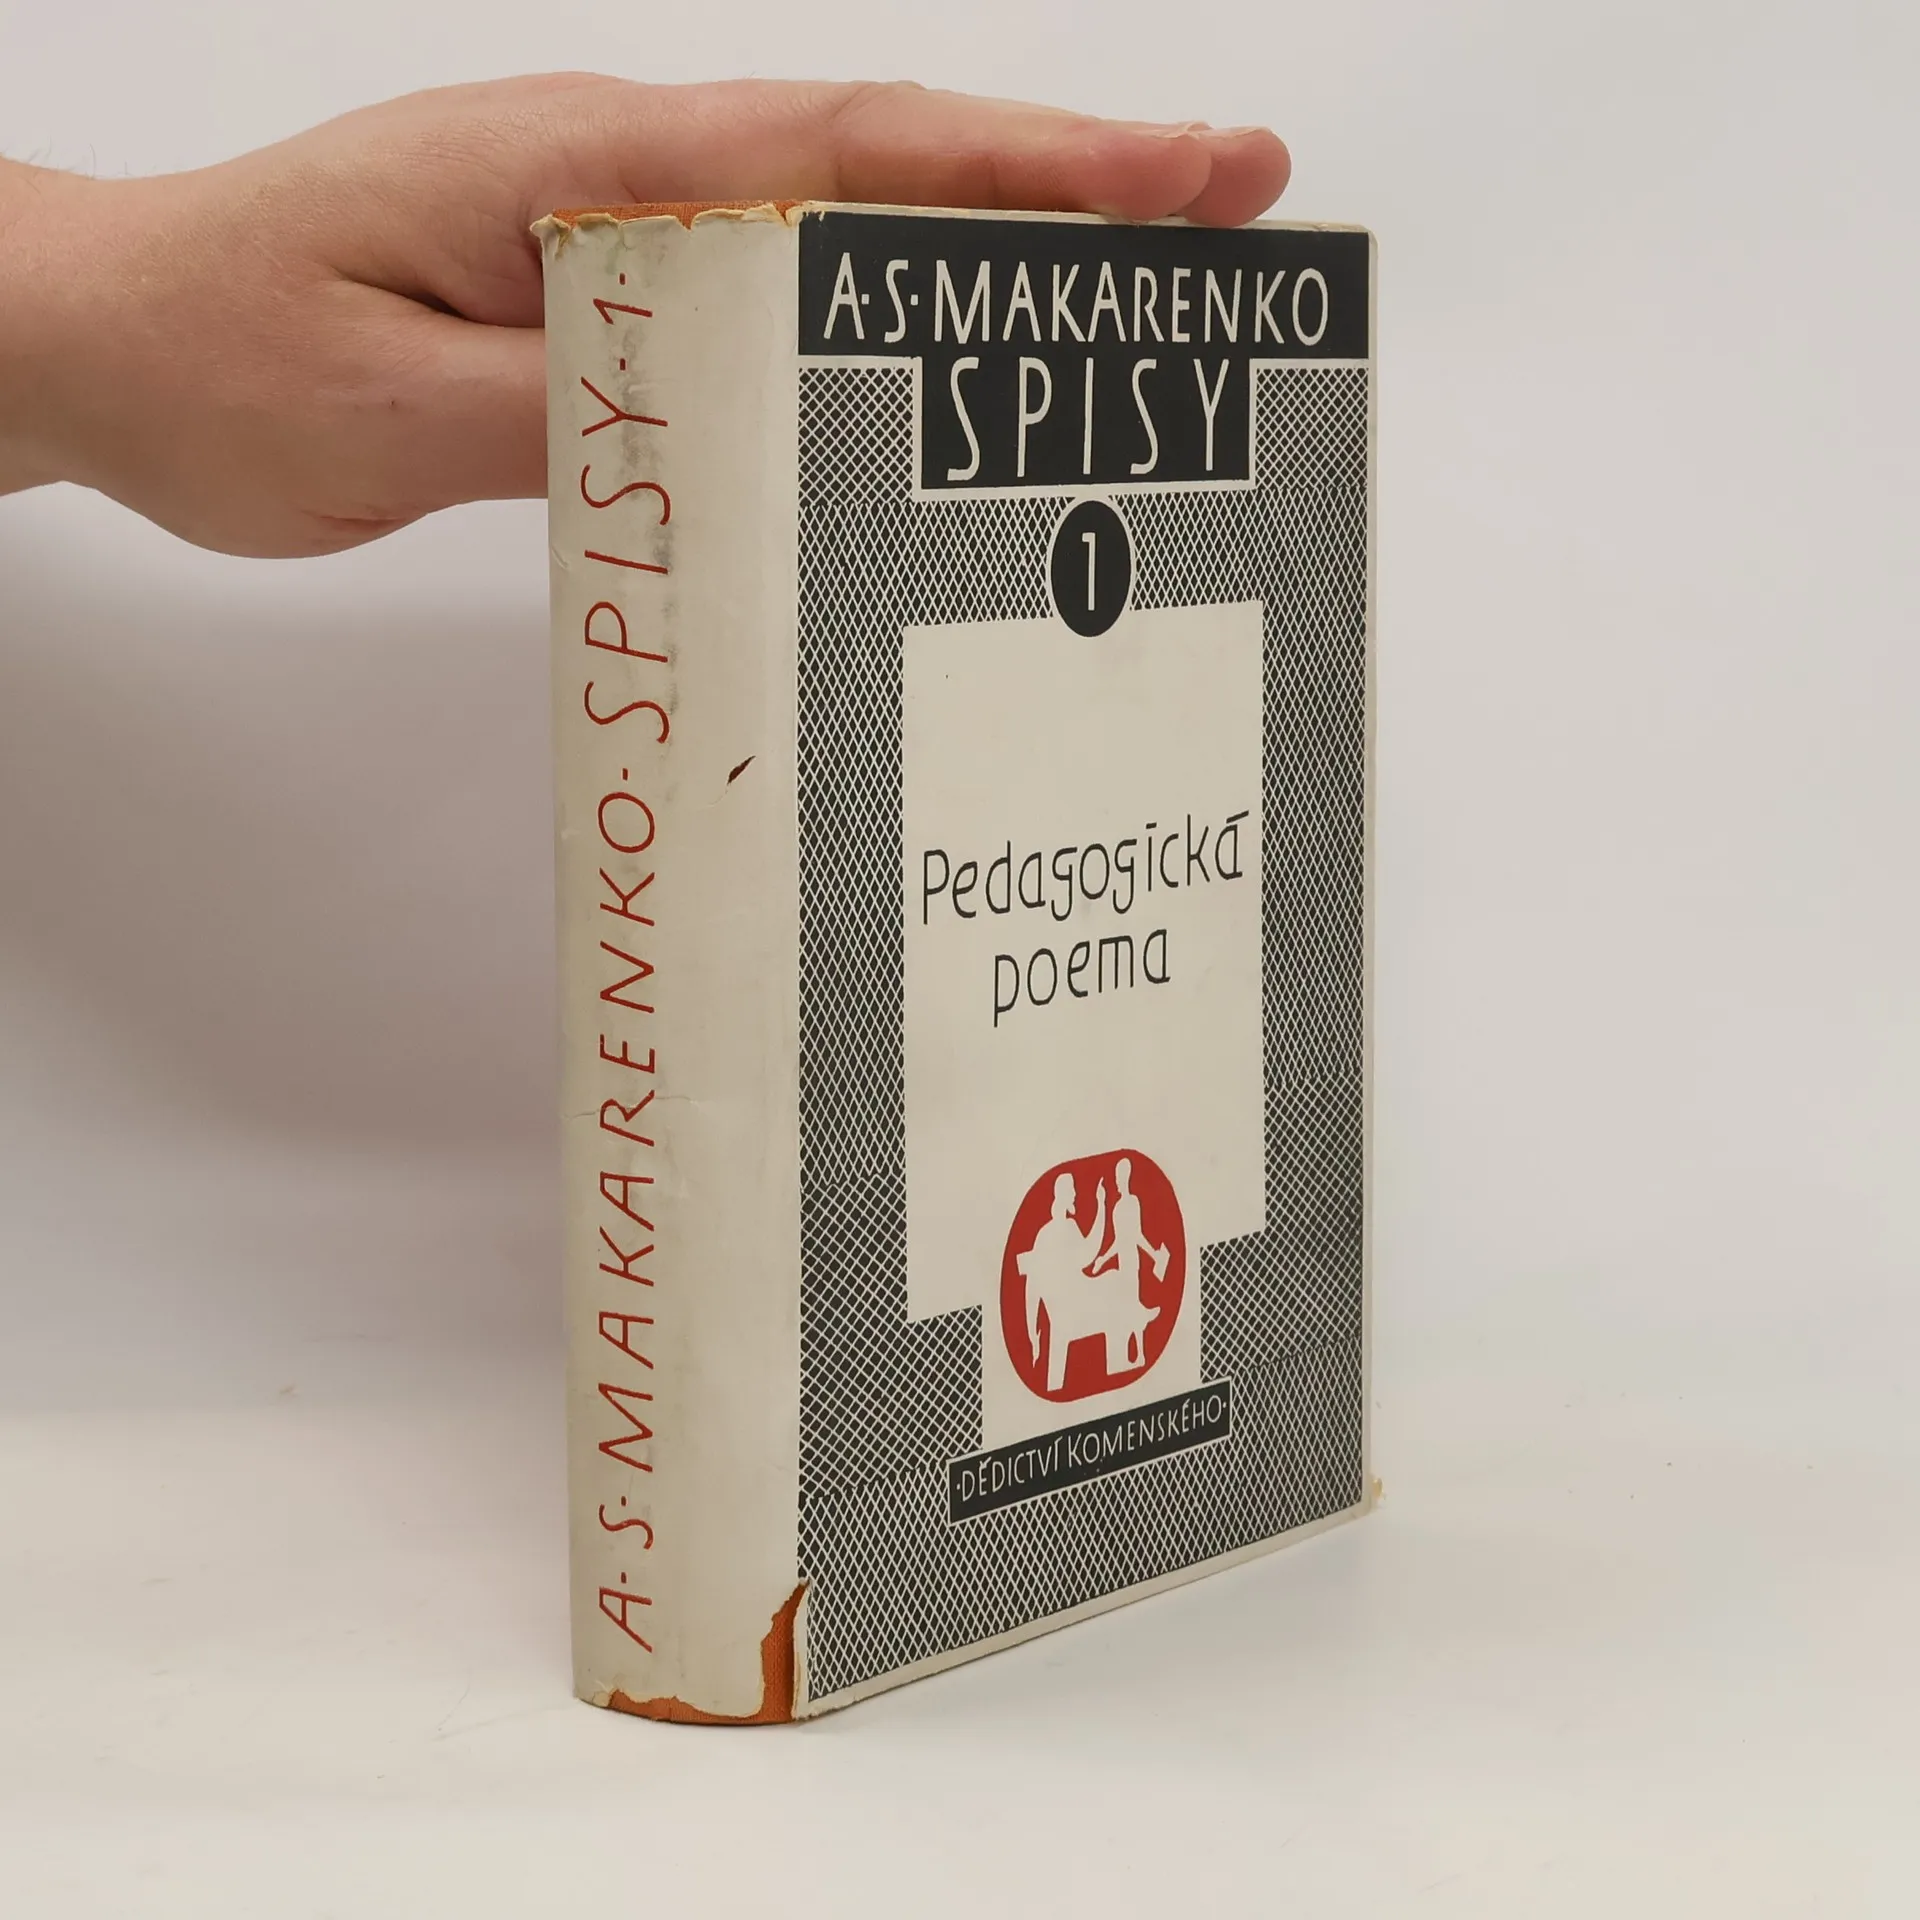 A·S·MAKARENKO·SPISY·1·
A·S·MAKARENKO
SPISY
1
Pedagogická
poema
·DĚDICTVÍ KOMENSKÉHO·